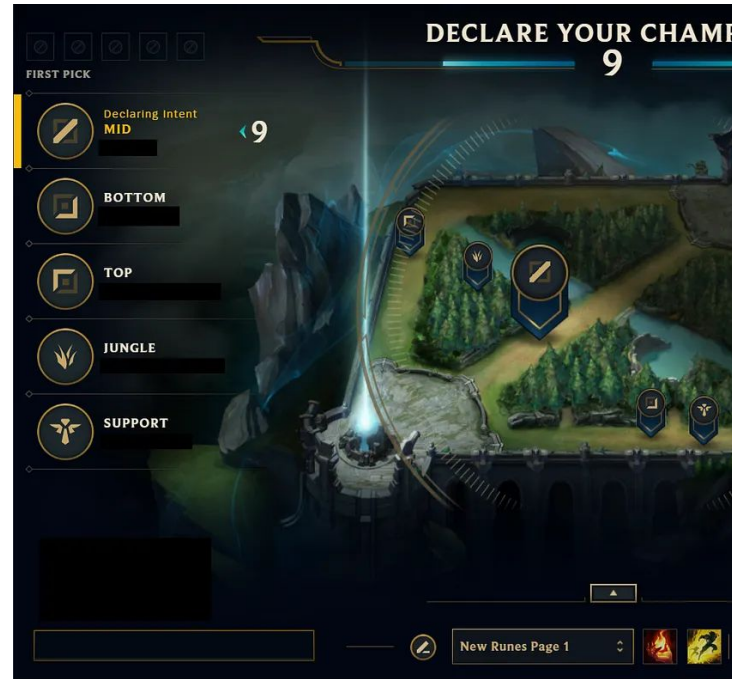 DECLARE YOUR CHAMP
9
FIRST PICK
Declaring Intent
MID
9
BOTTOM
TOP
JUNGLE
SUPPORT
New Runes Page 1